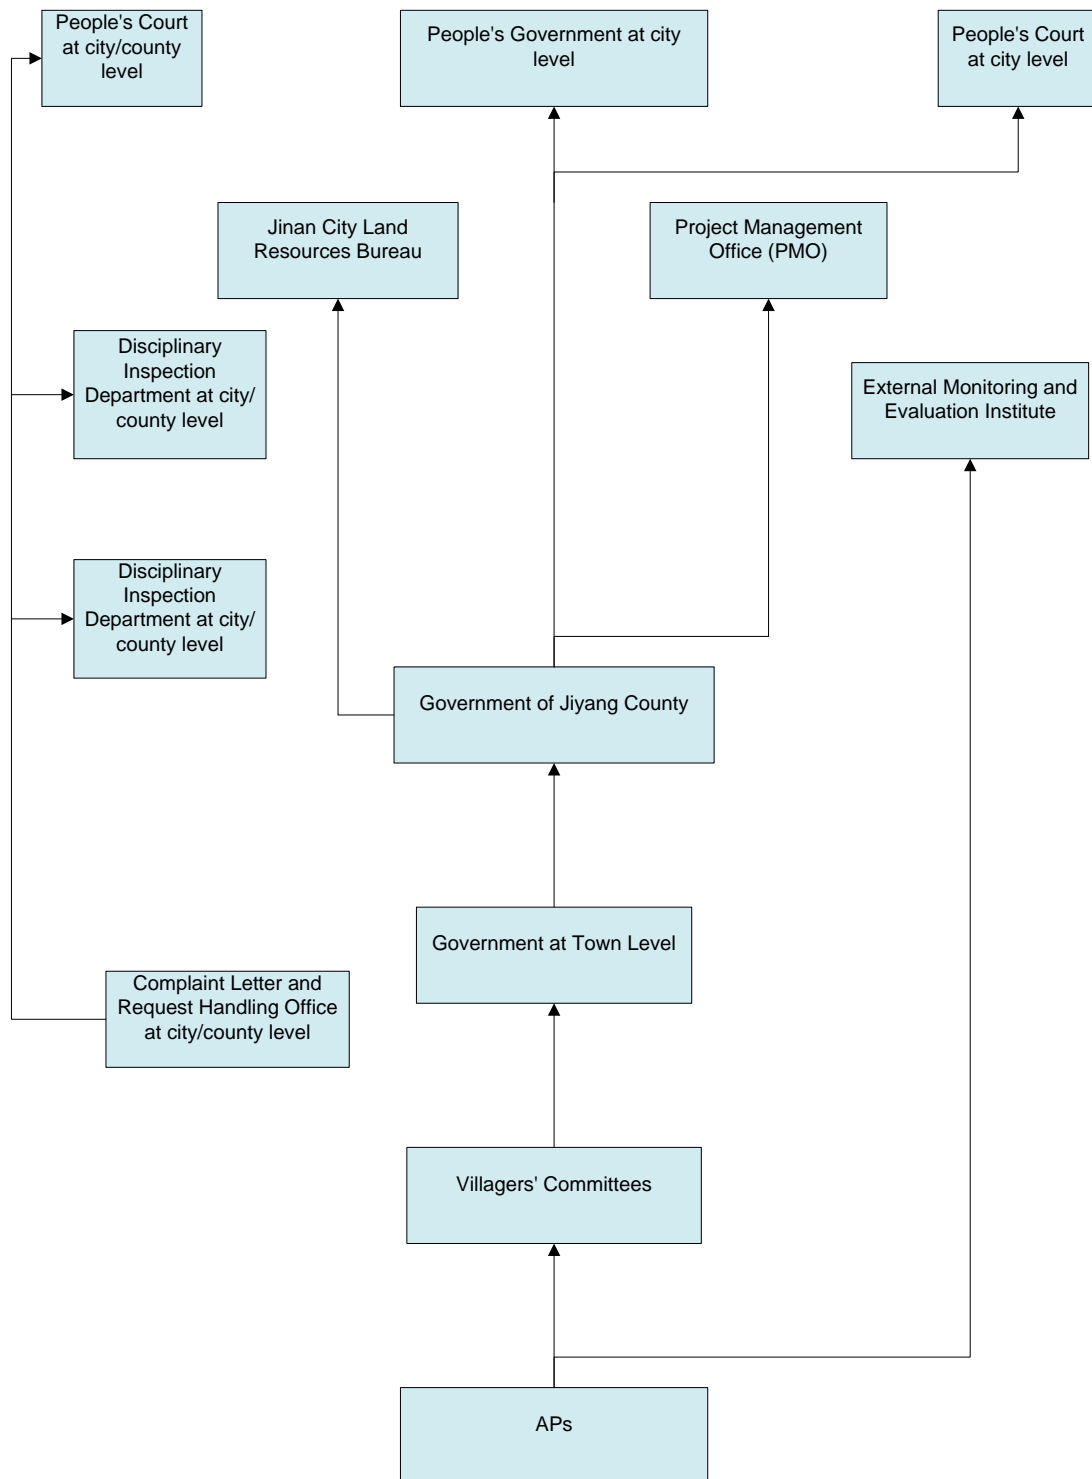 People's Court
at city/county
level
People's Government at city
level
People's Court
at city level
Jinan City Land
Resources Bureau
Project Management
Office (PMO)
Disciplinary
Inspection
Department at city/
county level
External Monitoring and
Evaluation Institute
Disciplinary
Inspection
Department at city/
county level
Government of Jiyang County
Government at Town Level
Complaint Letter and
Request Handling Office
at city/county level
Villagers' Committees
APs